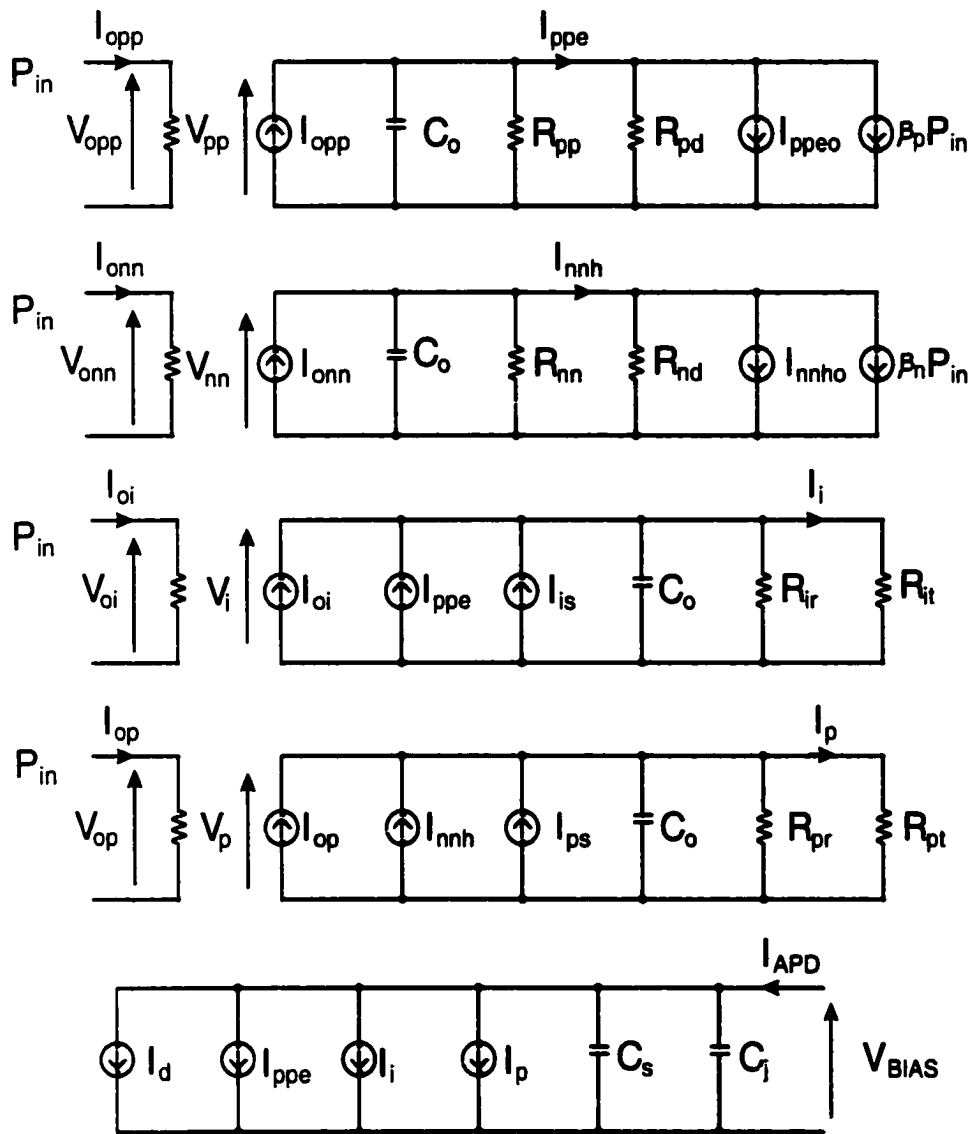 I_opp I_ppe
P_in
V_opp V_pp I_opp C_o R_pp R_pd I_ppeo β_pP_in
I_onn I_nnh
P_in
V_onn V_nn I_onn C_o R_nn R_nd I_nnho β_nP_in
I_oi I_i
P_in
V_oi V_i I_oi I_ppe I_is C_o R_ir R_it
I_op I_p
P_in
V_op V_p I_op I_nnh I_ps C_o R_pr R_pt
I_APD
I_d I_ppe I_i I_p C_s C_j V_BIAS